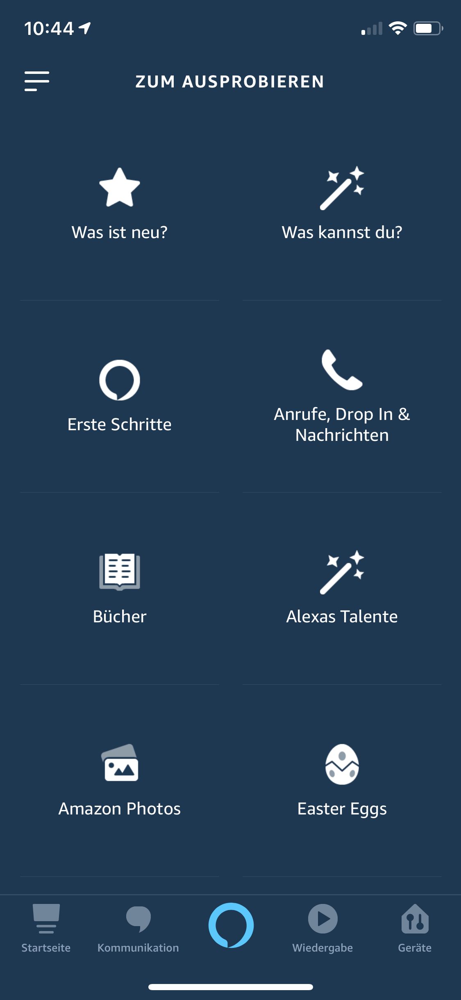 10:44
ZUM AUSPROBIEREN
Was ist neu?
Was kannst du?
Erste Schritte
Anrufe, Drop In &
Nachrichten
Bücher
Alexas Talente
Amazon Photos
Easter Eggs
Startseite
Kommunikation
Wiedergabe
Geräte